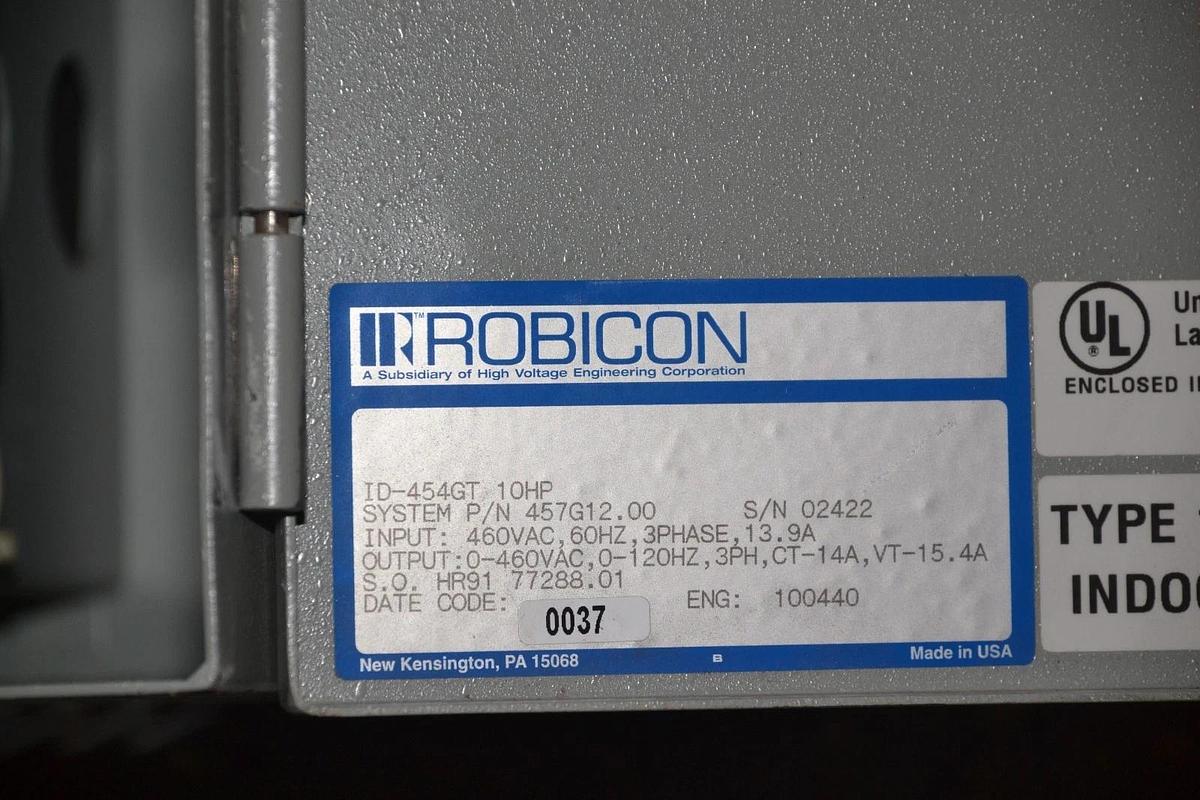 ROBICON™
A Subsidiary of High Voltage Engineering Corporation
ID-454GT 10HP
SYSTEM P/N 457G12.00 S/N 02422
INPUT: 460VAC,60HZ,3PHASE,13.9A
OUTPUT:0-460VAC,0-120HZ,3PH,CT-14A,VT-15.4A
S.O. HR91 77288.01
DATE CODE: 0037 ENG: 100440
New Kensington, PA 15068 B Made in USA
UL®
ENCLOSED
TYPE